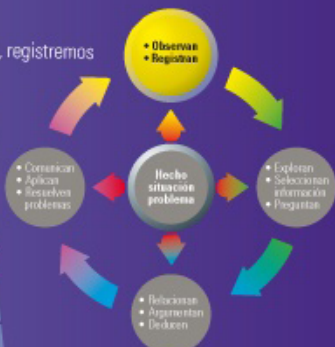 , registremos
• Observan
• Registran
• Comunican
• Aplican
• Resuelven
problemas
Hecho
situación
problema
• Exploran
• Seleccionan
información
• Preguntan
• Relacionan
• Argumentan
• Deducen